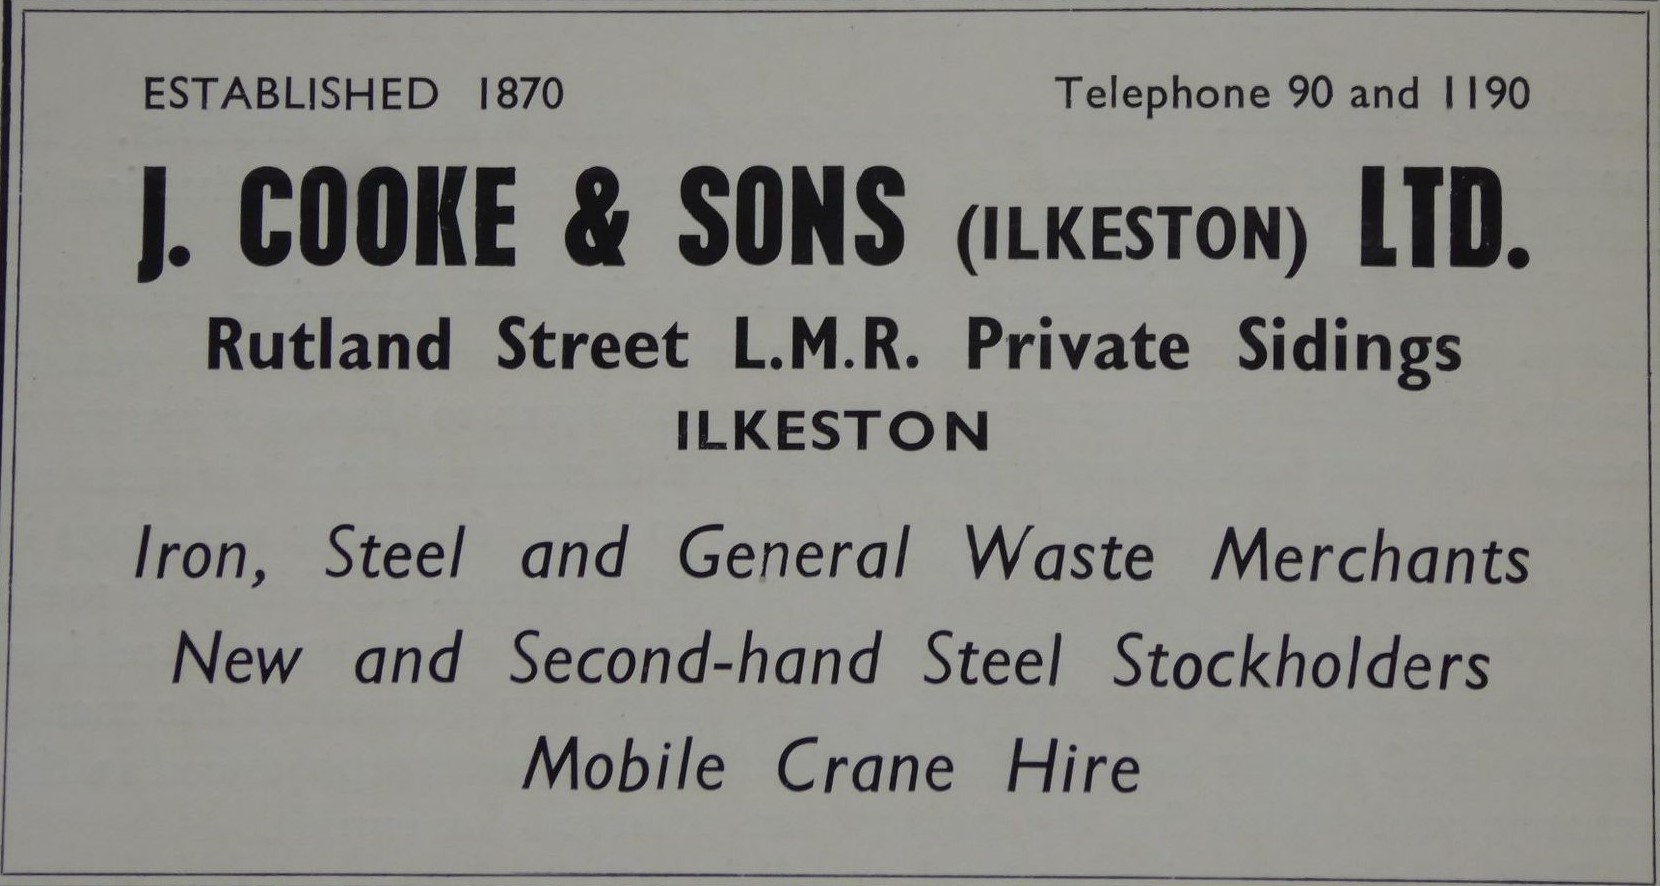 ESTABLISHED 1870 Telephone 90 and 1190
J. COOKE & SONS (ILKESTON) LTD.
Rutland Street L.M.R. Private Sidings
ILKESTON
Iron, Steel and General Waste Merchants
New and Second-hand Steel Stockholders
Mobile Crane Hire